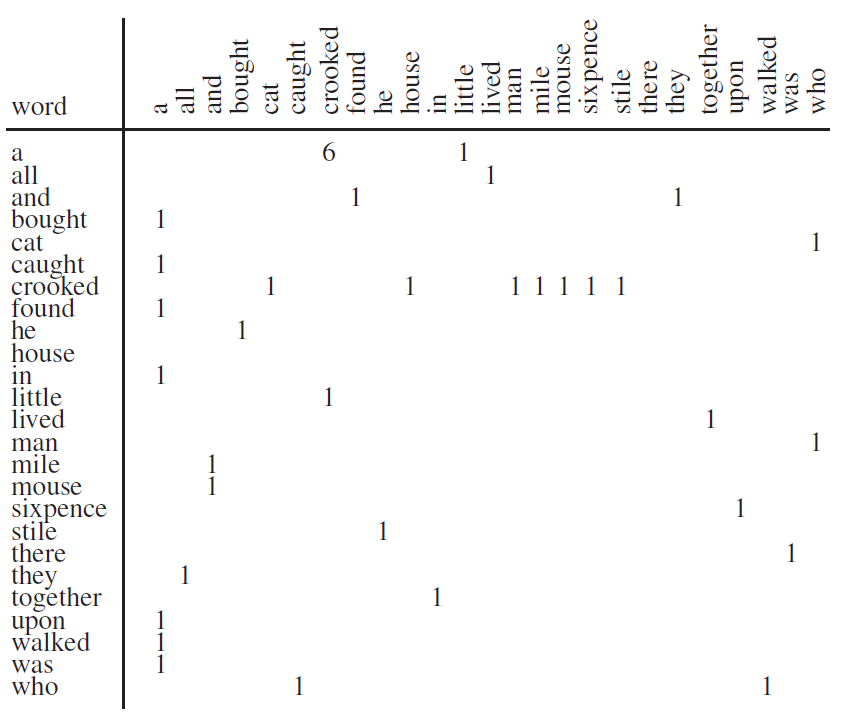 word a all and bought cat caught crooked found he house in little lived man mile mouse sixpence stile there they together upon walked was who
a 6 1
all 1
and 1 1
bought 1
cat 1
caught 1
crooked 1 1 1 1 1 1 1
found 1
he 1
house
in 1
little 1
lived 1
man 1
mile 1
mouse 1
sixpence 1
stile 1
there 1
they 1
together 1
upon 1
walked 1
was 1
who 1 1